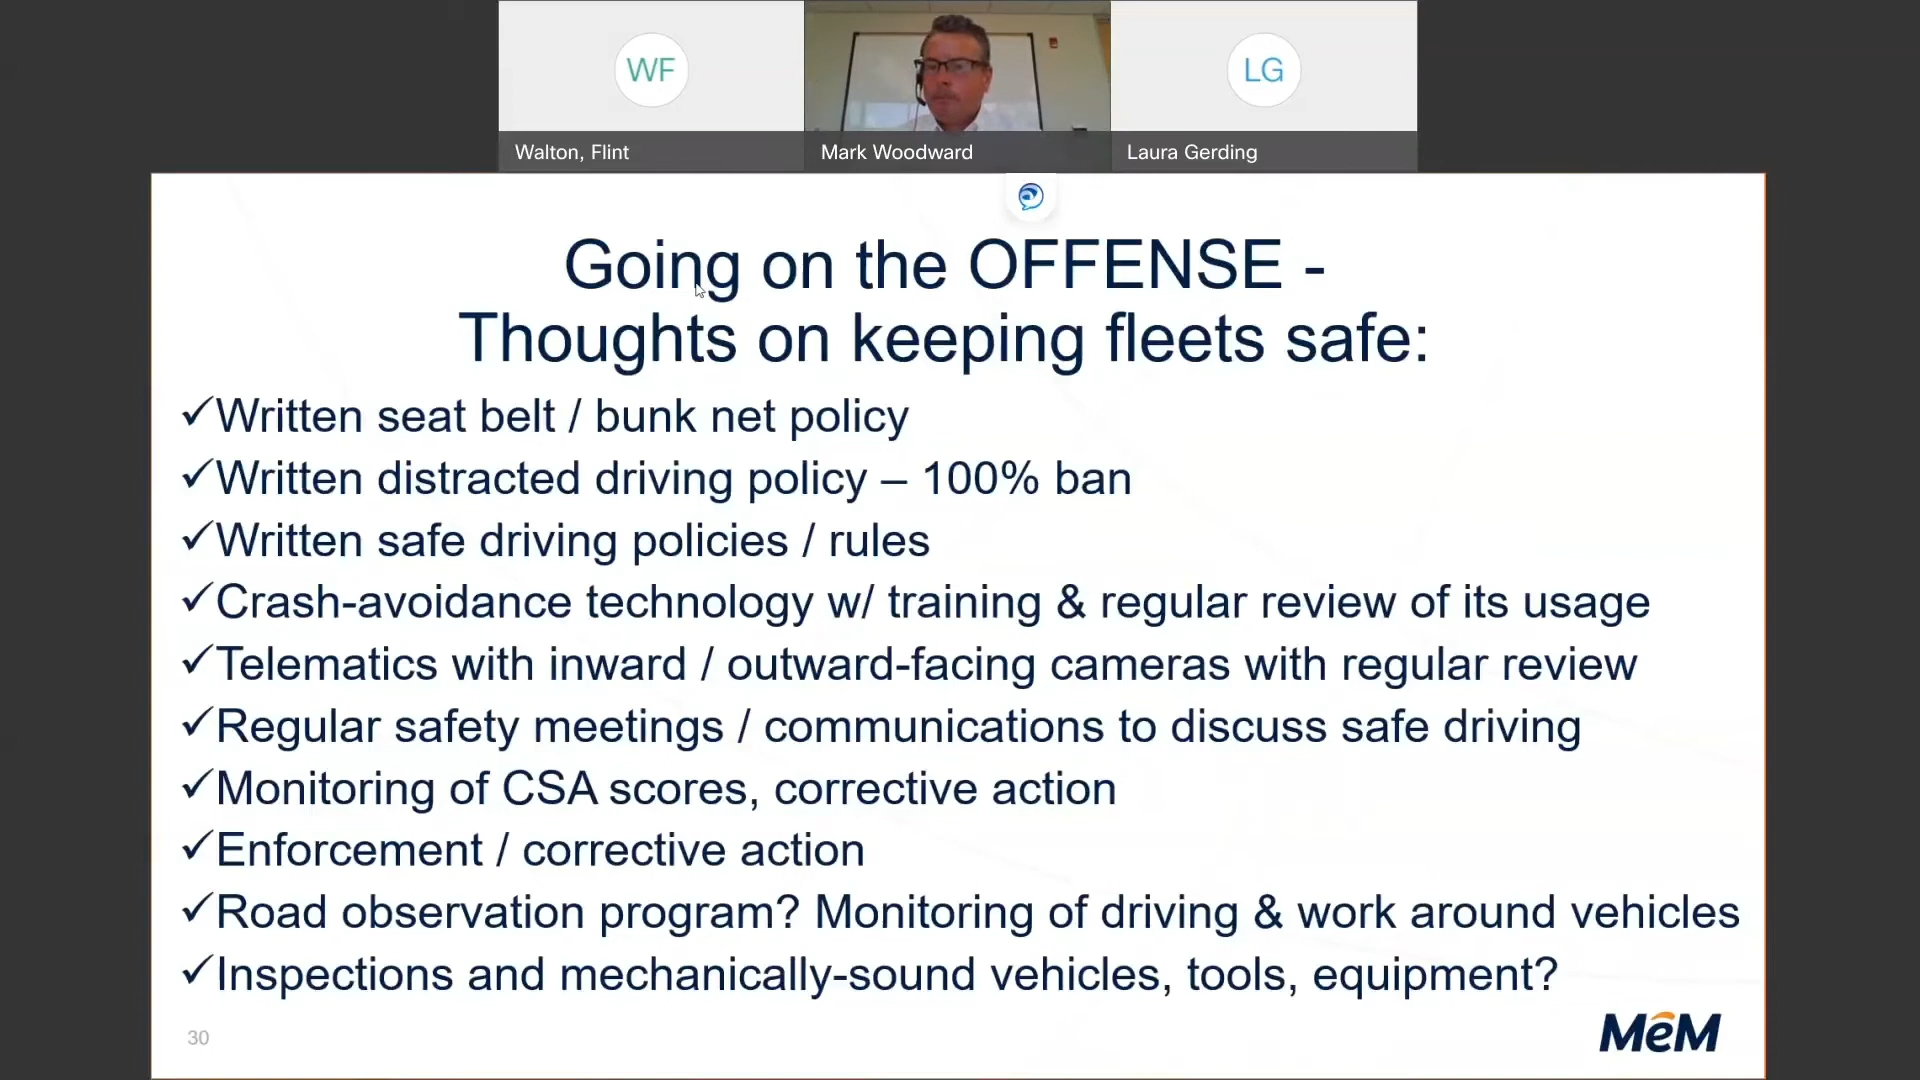 WF
LG
Walton, Flint
Mark Woodward
Laura Gerding
Going on the OFFENSE -
Thoughts on keeping fleets safe:
✓Written seat belt / bunk net policy
✓Written distracted driving policy – 100% ban
✓Written safe driving policies / rules
✓Crash-avoidance technology w/ training & regular review of its usage
✓Telematics with inward / outward-facing cameras with regular review
✓Regular safety meetings / communications to discuss safe driving
✓Monitoring of CSA scores, corrective action
✓Enforcement / corrective action
✓Road observation program? Monitoring of driving & work around vehicles
✓Inspections and mechanically-sound vehicles, tools, equipment?
30
MeM